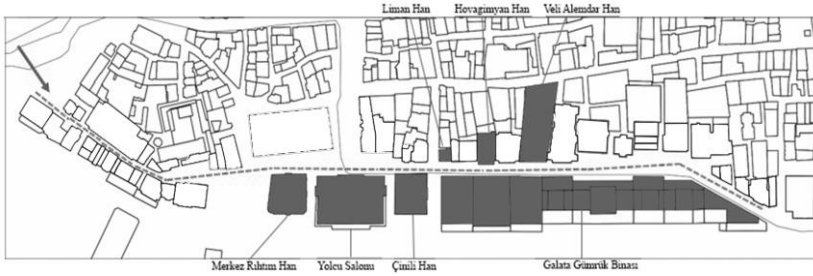 Liman Han Hovagimyan Han Veli Alemdar Han
Merkez Rıhtım Han Yolcu Salonu Çinili Han Galata Gümrük Binası